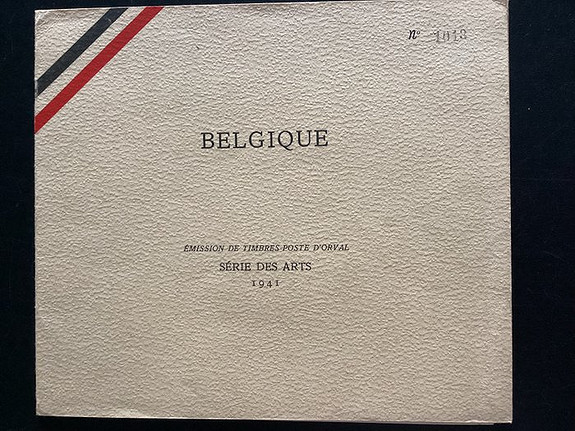 Nº 1018
BELGIQUE
ÉMISSION DE TIMBRES-POSTE D'ORVAL
SÉRIE DES ARTS
1941